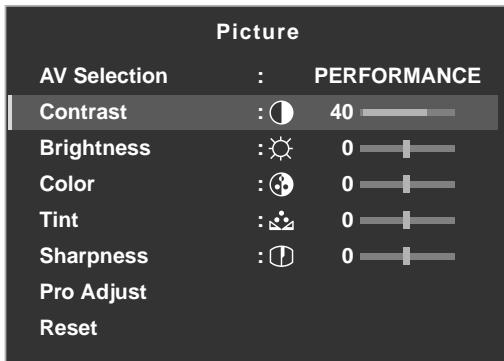 Picture
AV Selection : PERFORMANCE
Contrast : 40
Brightness : 0
Color : 0
Tint : 0
Sharpness : 0
Pro Adjust
Reset